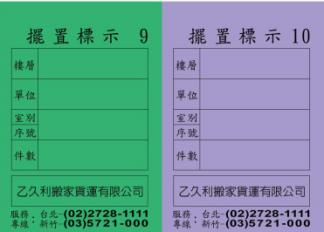 擺置標示 9
樓層
單位
室別
序號
件數
乙久利搬家貨運有限公司
服務專線：台北-(02)2728-1111
新竹-(03)5721-000
擺置標示 10
樓層
單位
室別
序號
件數
乙久利搬家貨運有限公司
服務專線：台北-(02)2728-1111
新竹-(03)5721-000